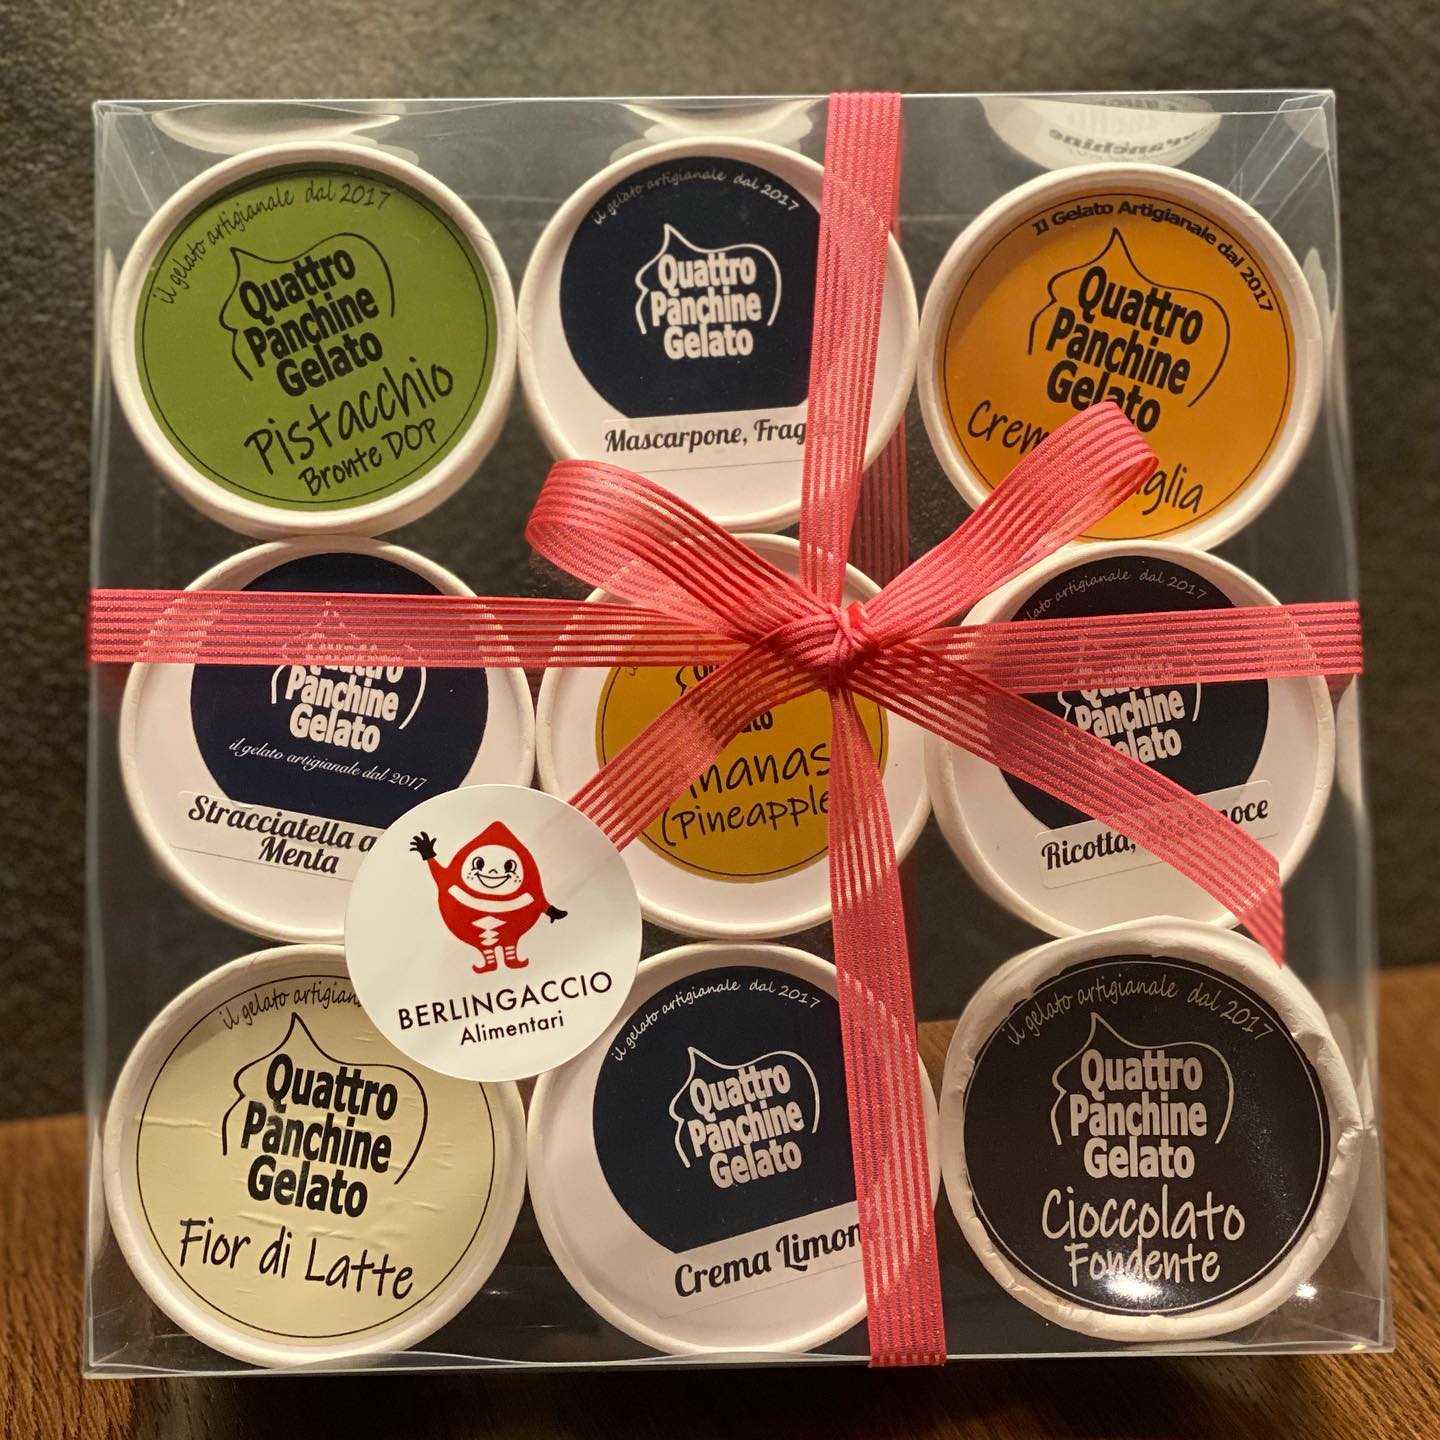 il gelato artigianale dal 2017
Quattro
Panchine
Gelato
Pistacchio
Bronte DOP
il gelato artigianale dal 2017
Quattro
Panchine
Gelato
Mascarpone, Frag
Il Gelato Artigianale dal 2017
Quattro
Panchine
Gelato
Crem
iglia
Quattro
Panchine
Gelato
il gelato artigianale dal 2017
Stracciatella a
Menta
nanas
(Pineapple
artigianale dal 2017
Quattro
Panchine
Gelato
Ricotta, noce
il gelato artigian
Quattro
Panchine
Gelato
Fior di Latte
BERLINGACCIO
Alimentari
il gelato artigianale dal 2017
Quattro
Panchine
Gelato
Crema Limon
il gelato artigianale dal 2017
Quattro
Panchine
Gelato
Cioccolato
Fondente